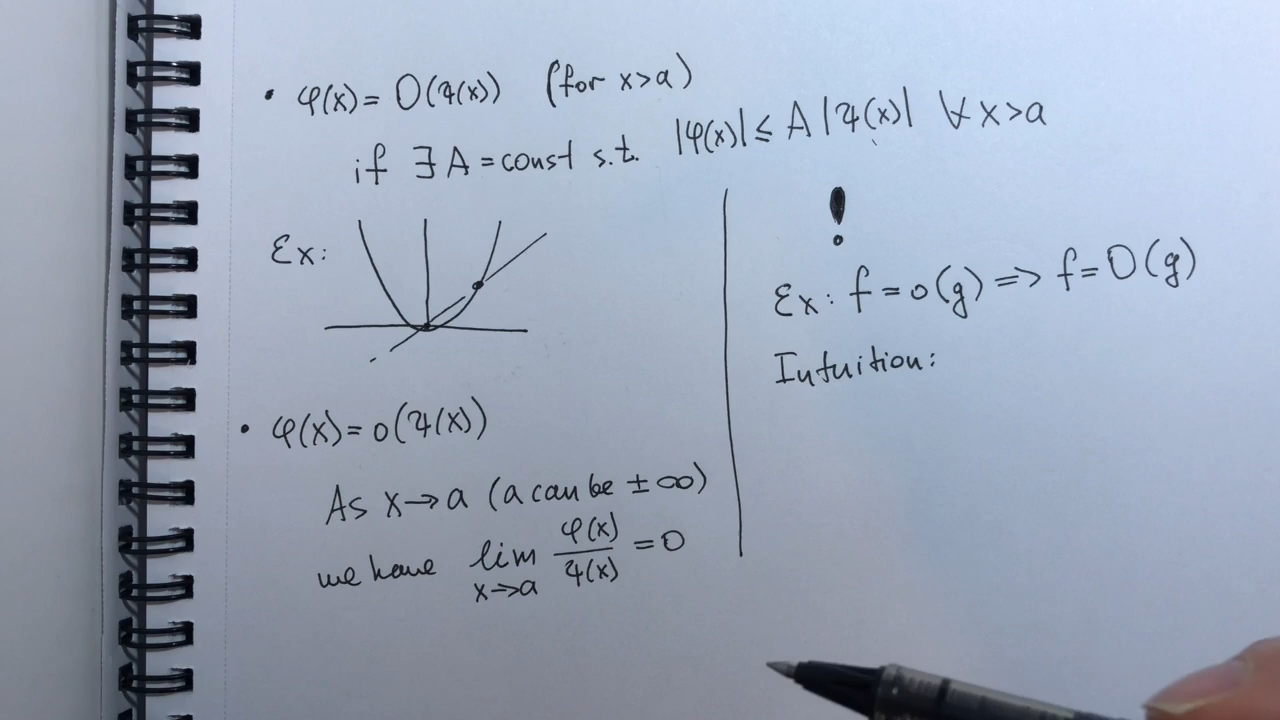 • φ(x) = O(ψ(x)) (for x>a)
if ∃ A = const s.t. |φ(x)| ≤ A |ψ(x)| ∀ x>a
Ex:
• φ(x) = o(ψ(x))
As x→a (a can be ± ∞)
we have lim x→a φ(x)/ψ(x) = 0
!
Ex: f = o(g) => f = O(g)
Intuition: